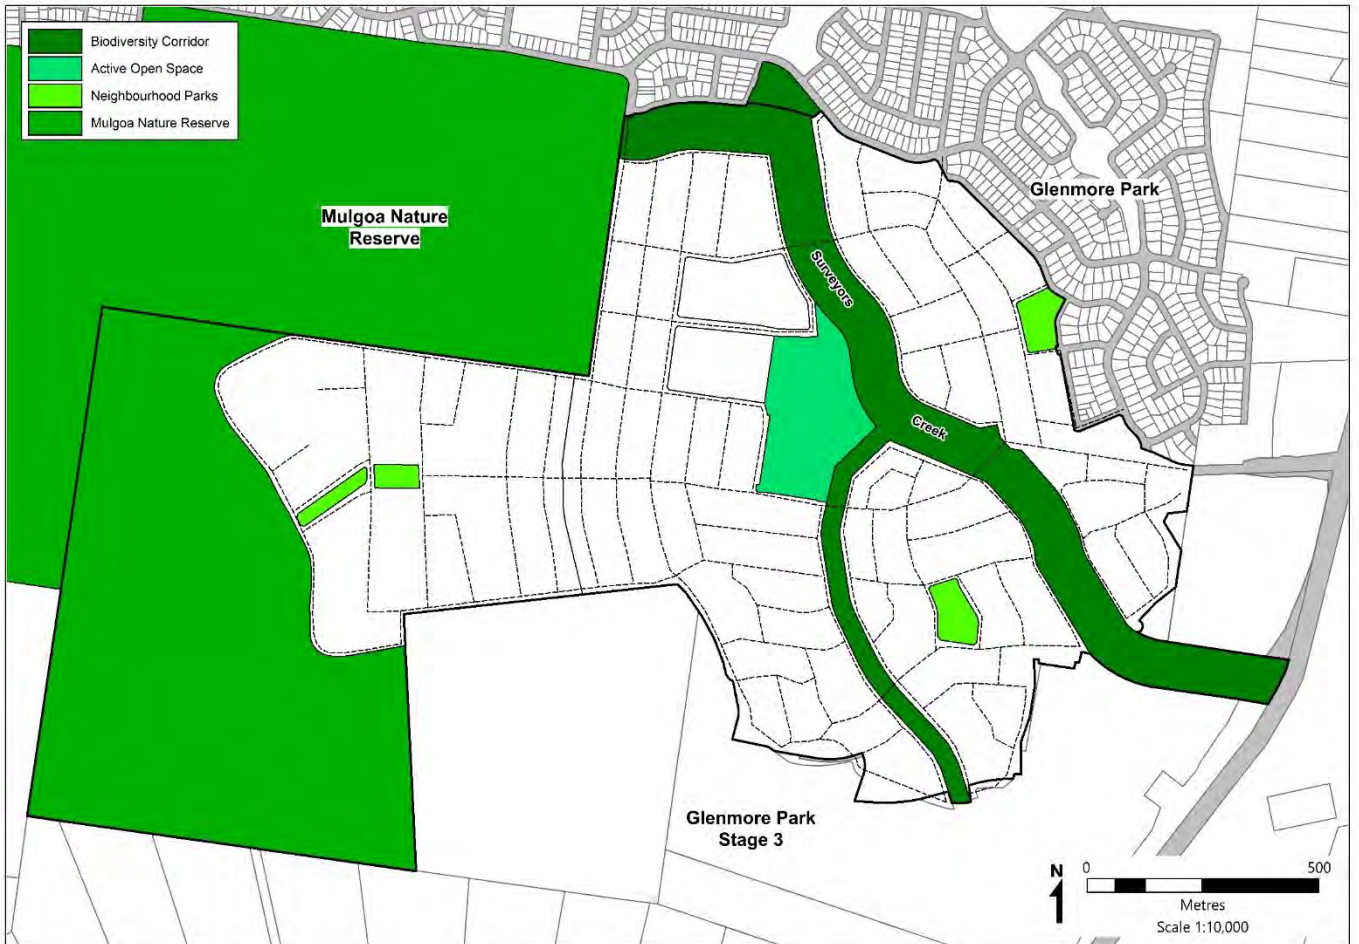 Biodiversity Corridor
Active Open Space
Neighbourhood Parks
Mulgoa Nature Reserve
Mulgoa Nature
Reserve
Glenmore Park
Surveyors
Creek
Glenmore Park
Stage 3
N
0 500
Metres
Scale 1:10,000